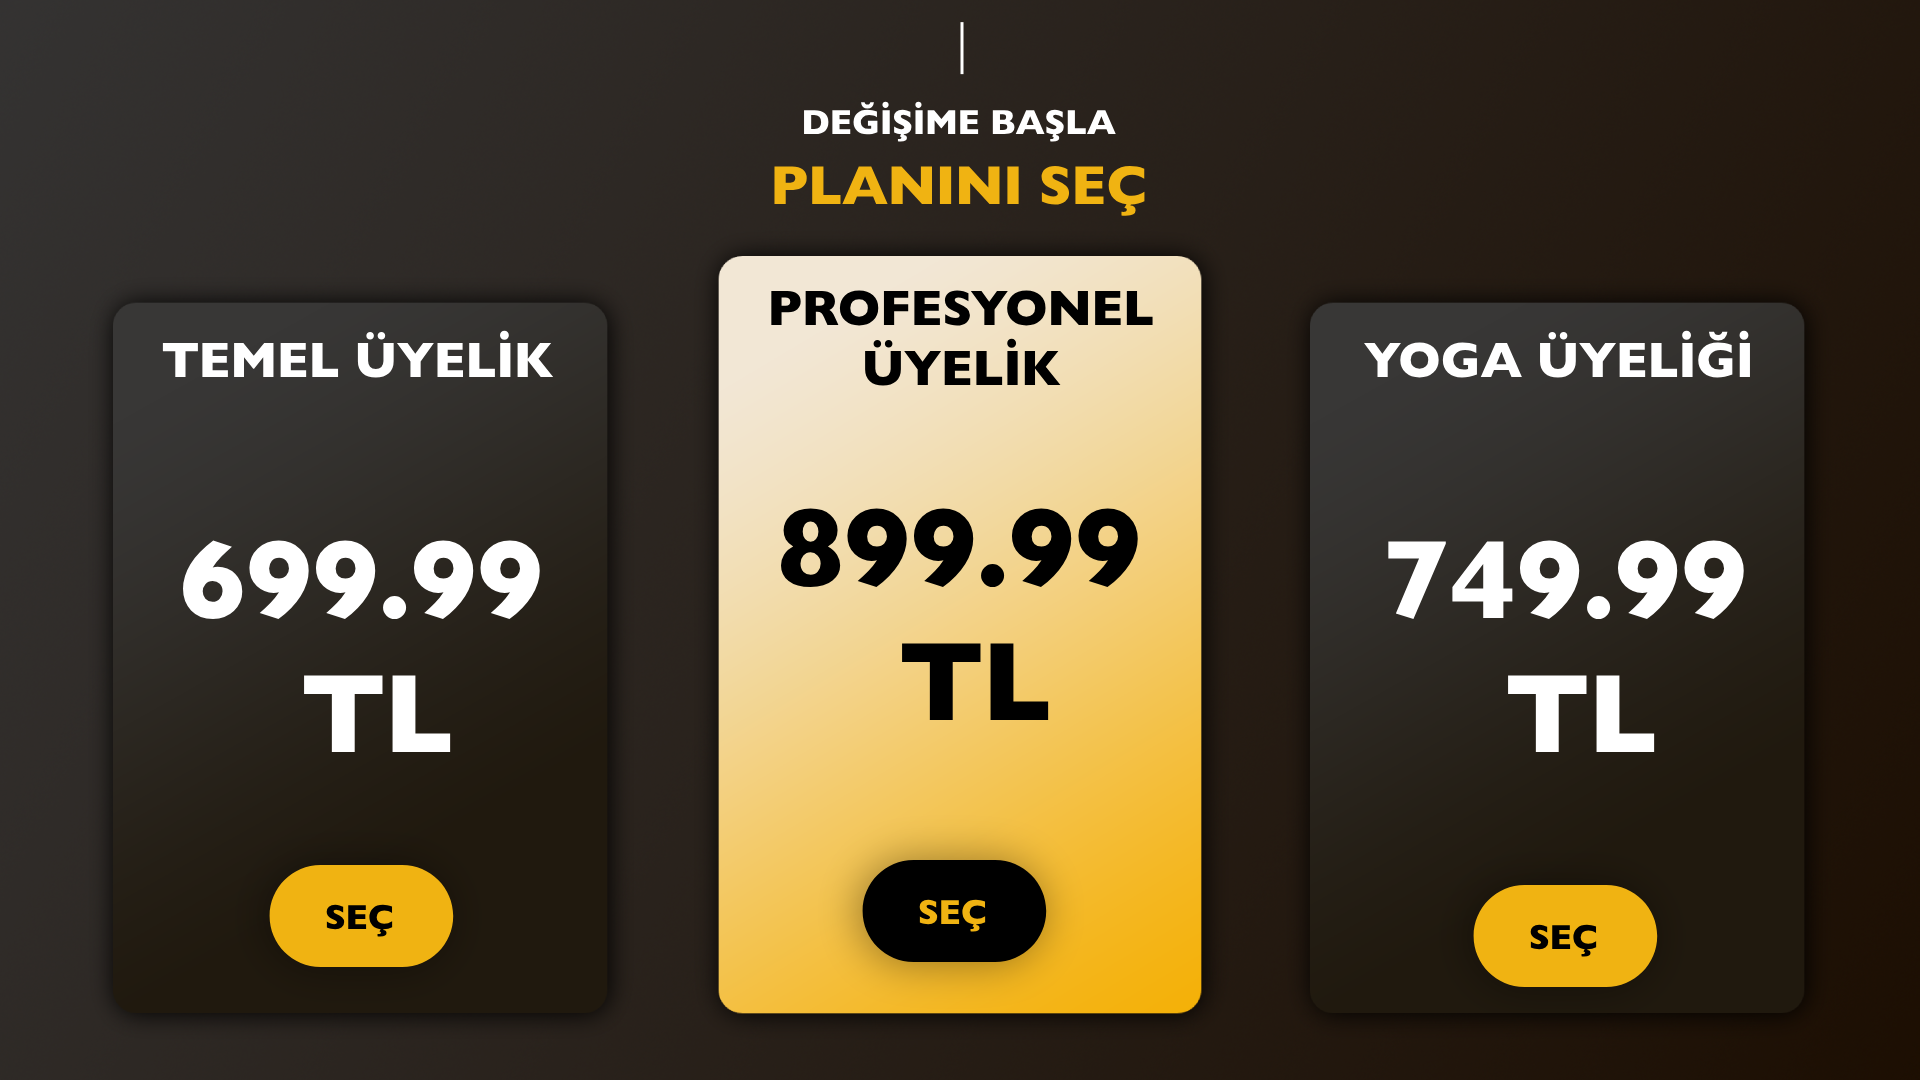 DEĞİŞİME BAŞLA
PLANINI SEÇ
TEMEL ÜYELİK
699.99
TL
SEÇ
PROFESYONEL
ÜYELİK
899.99
TL
SEÇ
YOGA ÜYELİĞİ
749.99
TL
SEÇ